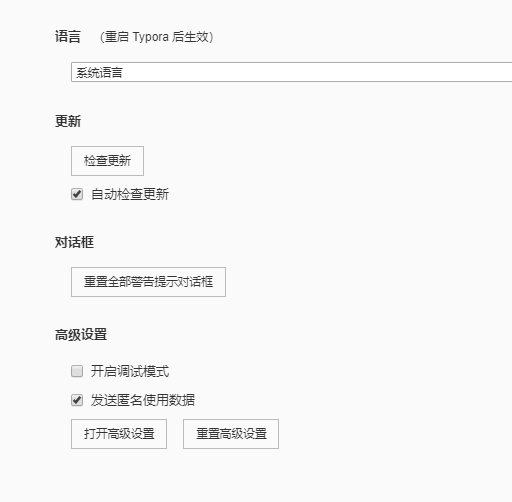 语言 （重启 Typora 后生效）
系统语言
更新
检查更新
自动检查更新
对话框
重置全部警告提示对话框
高级设置
开启调试模式
发送匿名使用数据
打开高级设置 重置高级设置